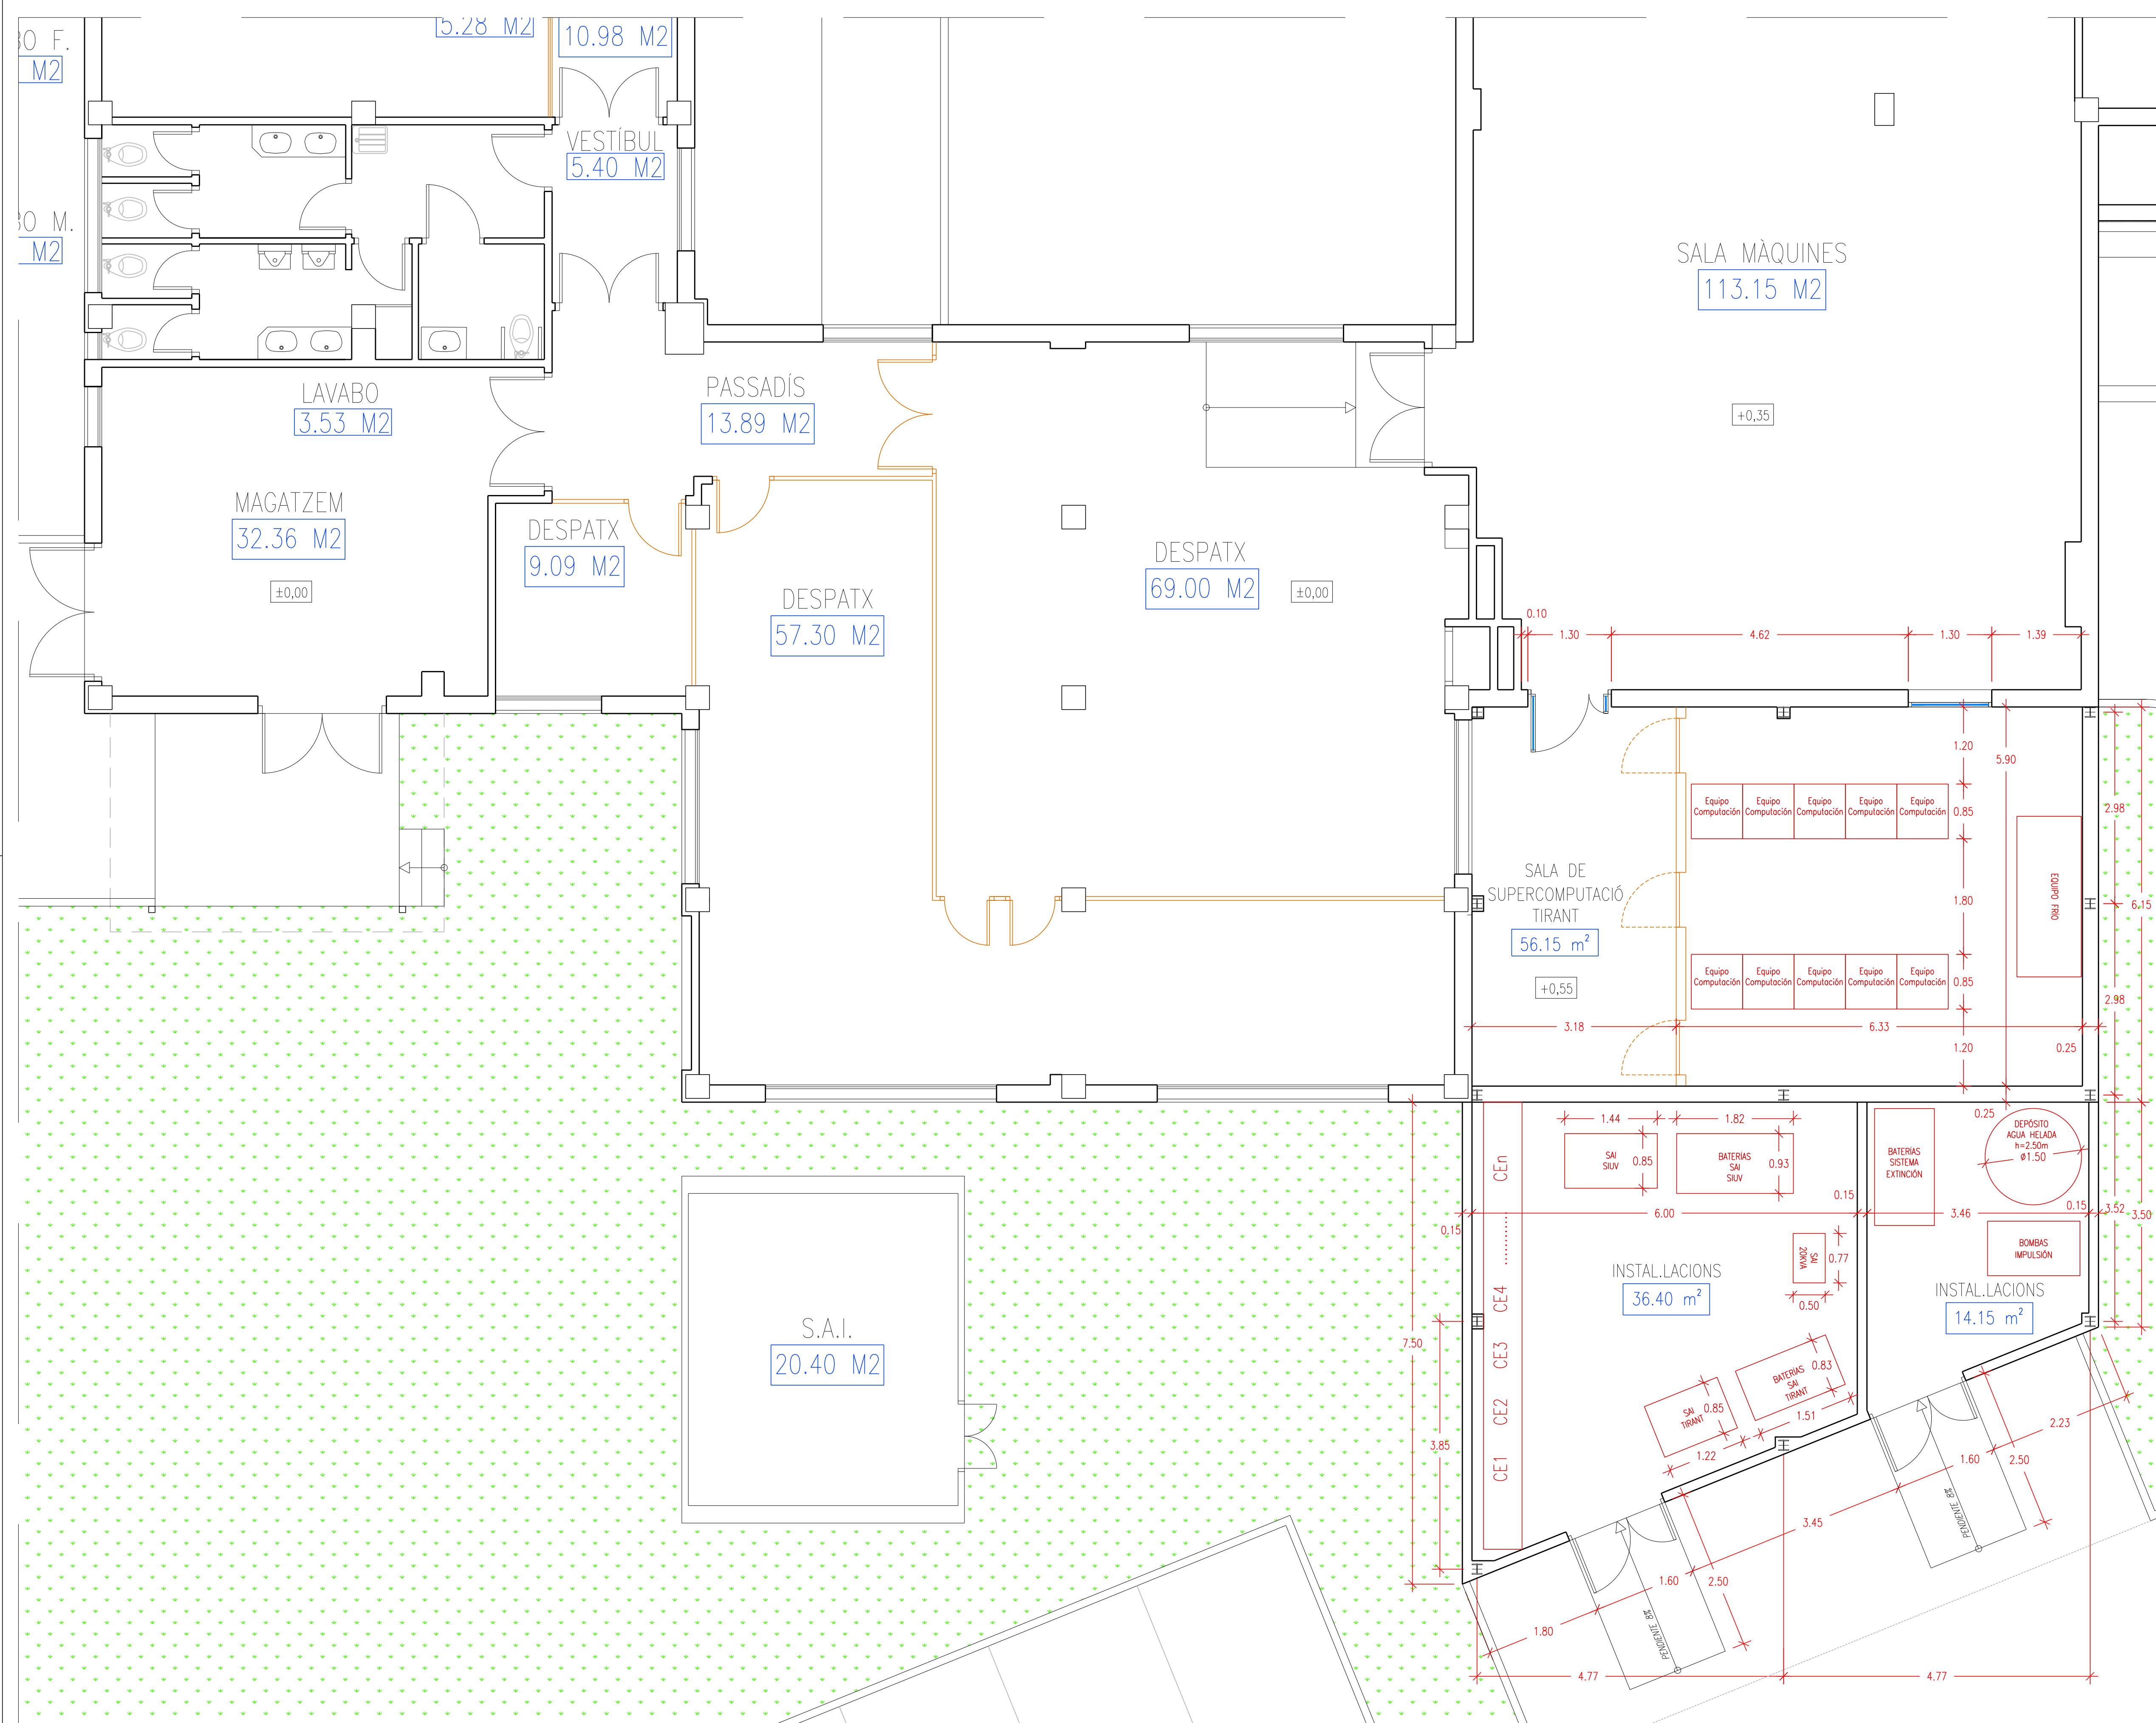 5.28 M2
10.98 M2
BO F.
M2
VESTÍBUL
5.40 M2
BO M.
M2
SALA MÀQUINES
113.15 M2
+0,35
LAVABO
3.53 M2
PASSADÍS
13.89 M2
MAGATZEM
32.36 M2
±0,00
DESPATX
9.09 M2
DESPATX
57.30 M2
DESPATX
69.00 M2
±0,00
0.10
1.30
4.62
1.30
1.39
1.20
5.90
2.98
Equipo
Computación
Equipo
Computación
Equipo
Computación
Equipo
Computación
Equipo
Computación
0.85
EQUIPO FRIO
SALA DE
SUPERCOMPUTACIÓ
TIRANT
56.15 m²
+0,55
1.80
6.15
Equipo
Computación
Equipo
Computación
Equipo
Computación
Equipo
Computación
Equipo
Computación
0.85
2.98
3.18
6.33
1.20
0.25
1.44
1.82
0.25
SAI
SIUV
0.85
BATERIAS
SAI
SIUV
0.93
BATERIAS
SISTEMA
EXTINCIÓN
DEPÓSITO
AGUA HELADA
h=2.50m
ø1.50
CEn
..........
CE4
CE3
CE2
CE1
0.15
0.15
6.00
0.15
3.46
3.52
3.50
SAI
20KVA
0.77
0.50
BOMBAS
IMPULSIÓN
INSTAL.LACIONS
36.40 m²
INSTAL.LACIONS
14.15 m²
S.A.I.
20.40 M2
7.50
3.85
BATERIAS
SAI
TIRANT
0.83
1.51
SAI
TIRANT
0.85
1.22
2.23
1.60
2.50
PENDIENTE 8%
3.45
1.60
2.50
PENDIENTE 8%
1.80
4.77
4.77